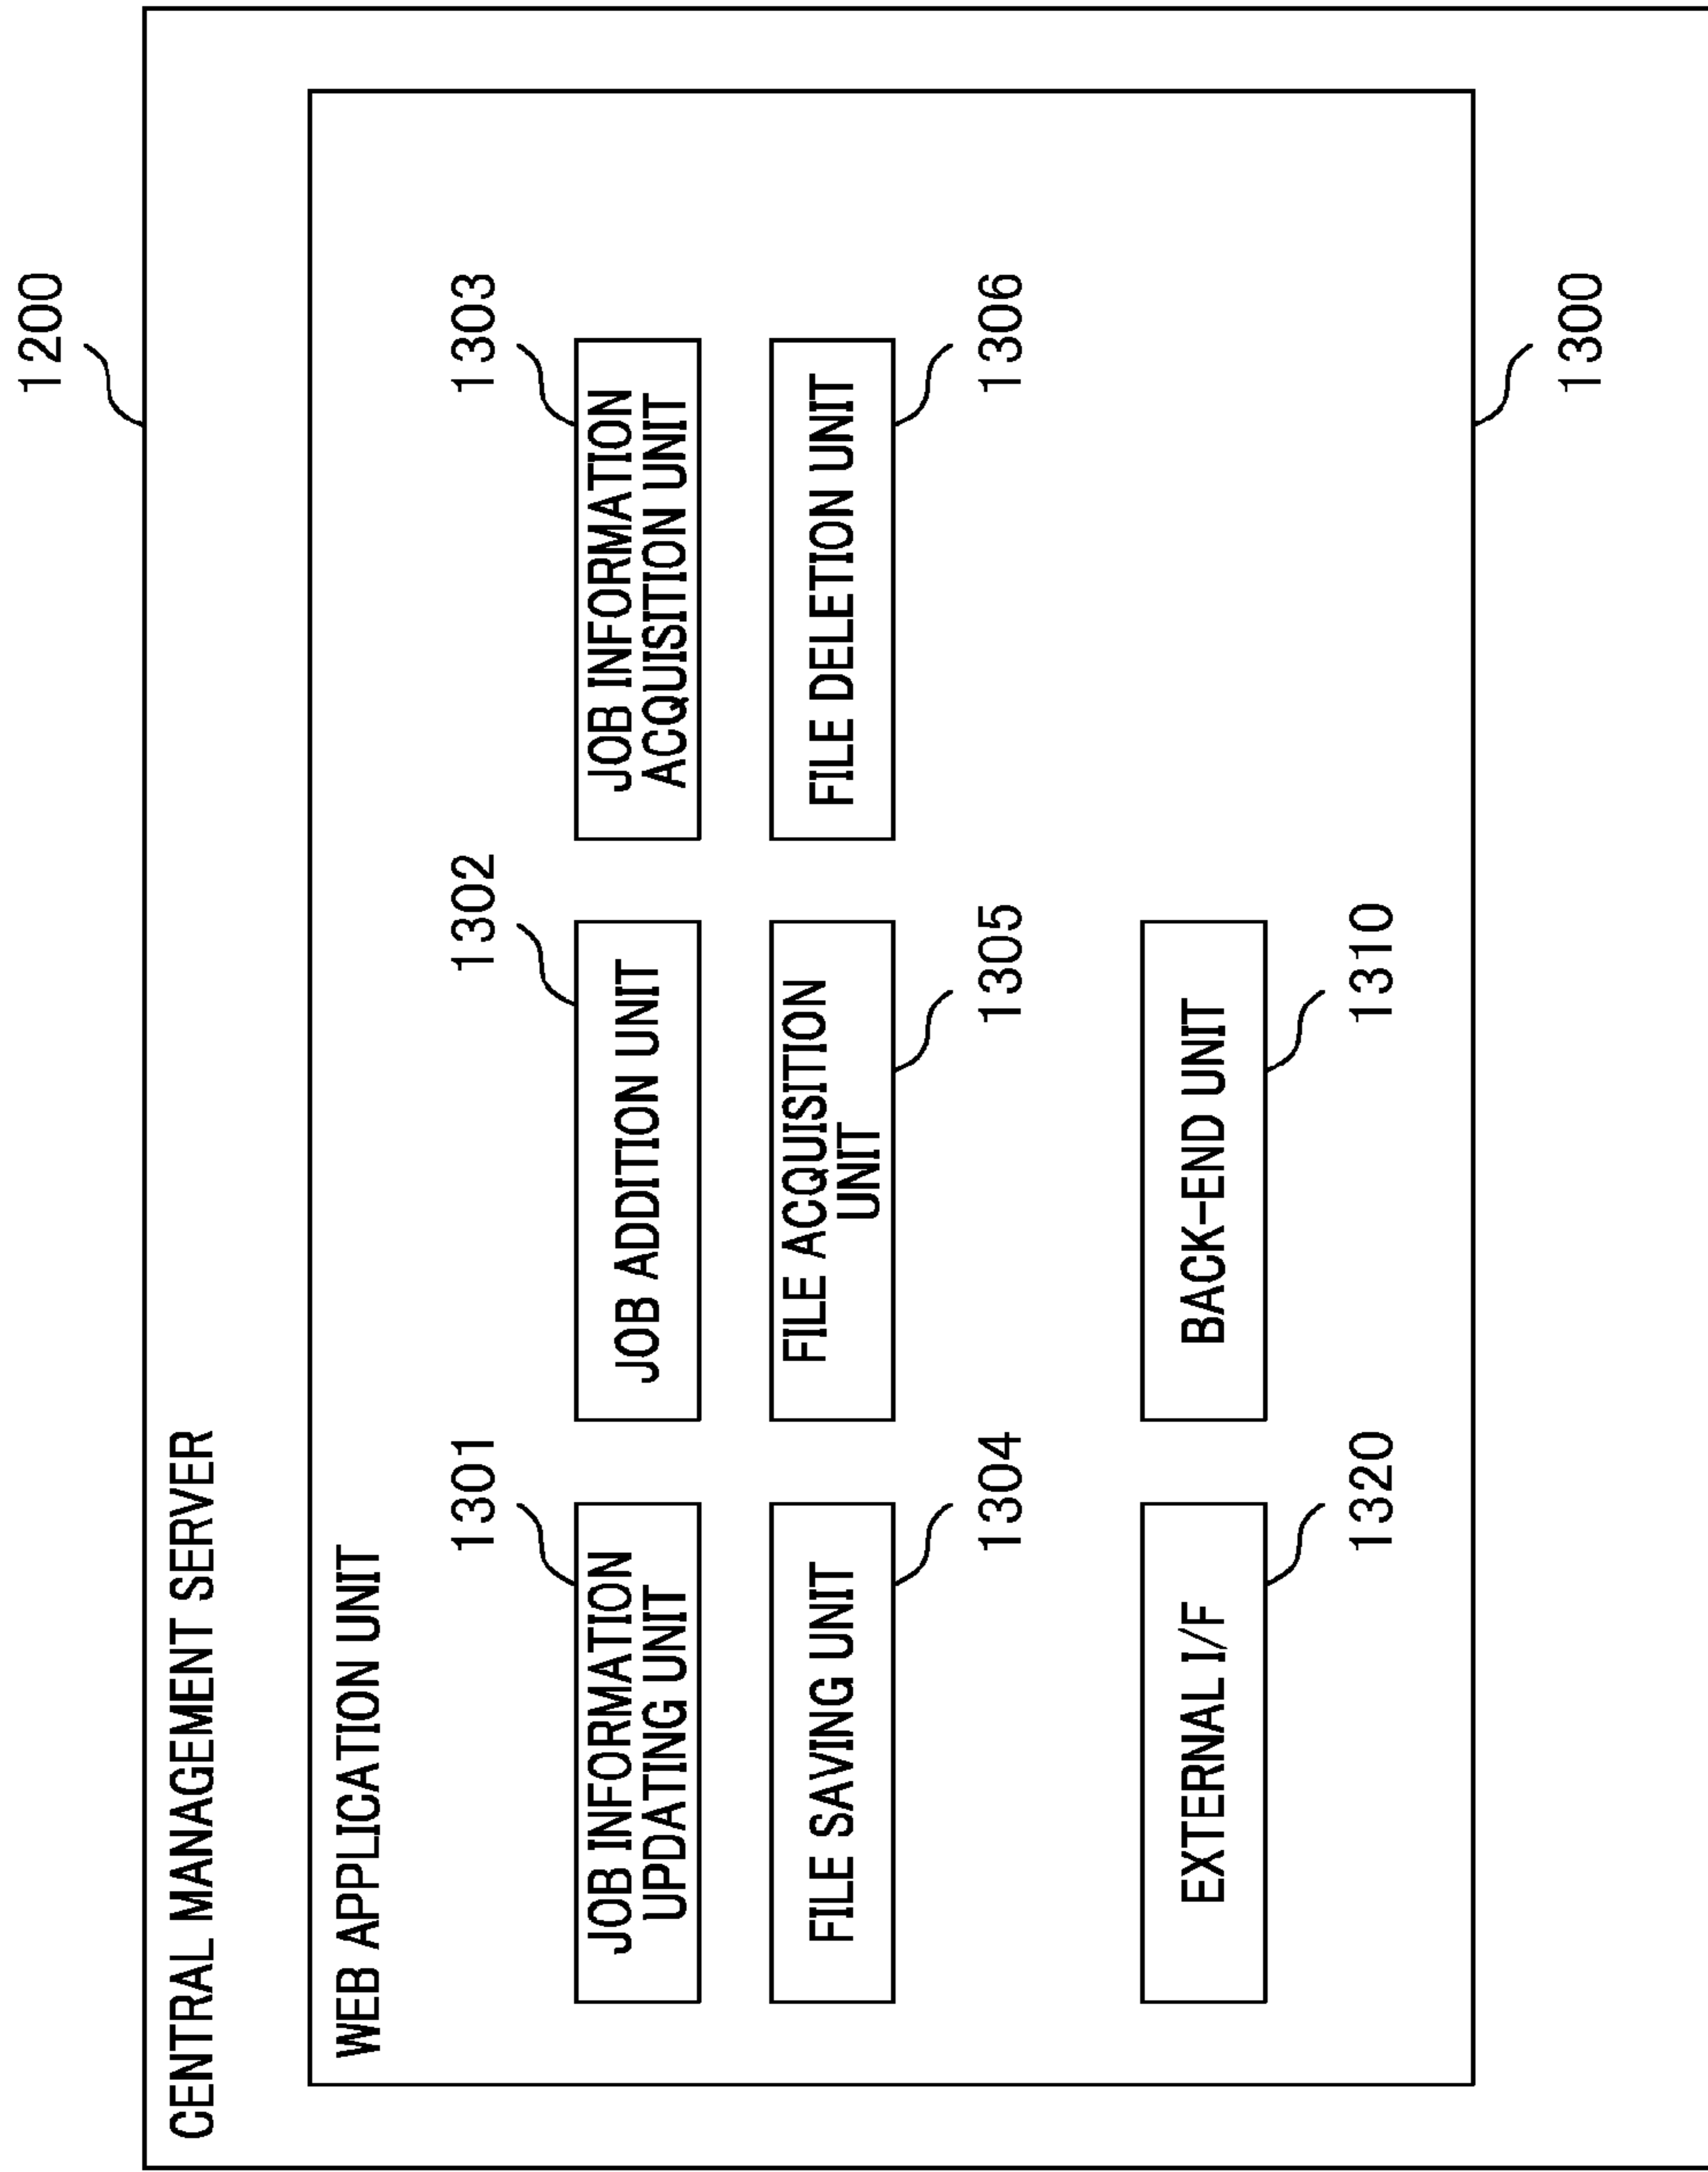 1200
CENTRAL MANAGEMENT SERVER
WEB APPLICATION UNIT
1301
1302
1303
JOB INFORMATION
UPDATING UNIT
JOB ADDITION UNIT
JOB INFORMATION
ACQUISITION UNIT
FILE SAVING UNIT
FILE ACQUISITION
UNIT
FILE DELETION UNIT
1304
1305
1306
EXTERNAL I/F
BACK-END UNIT
1320
1310
1300